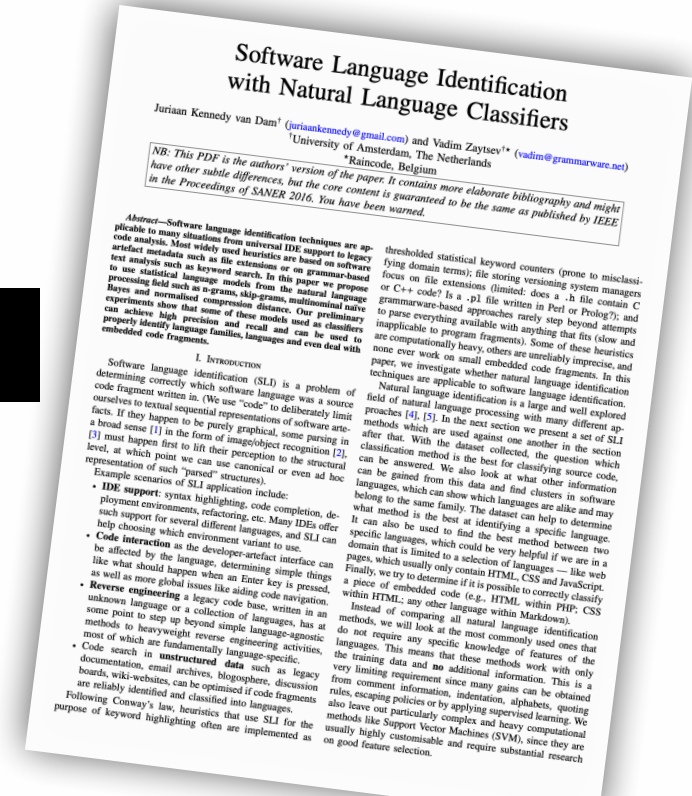 Software Language Identification
with Natural Language Classifiers
Juriaan Kennedy van Dam† (juriaankennedy@gmail.com) and Vadim Zaytsev†⋆ (vadim@grammarware.net)
†University of Amsterdam, The Netherlands
⋆Raincode, Belgium
NB: This PDF is the authors' version of the paper. It contains more elaborate bibliography and might
have other subtle differences, but the core content is guaranteed to be the same as published by IEEE
in the Proceedings of SANER 2016. You have been warned.
Abstract—Software language identification techniques are ap-
plicable to many situations from universal IDE support to legacy
code analysis. Most widely used heuristics are based on software
artefact metadata such as file extensions or on grammar-based
text analysis such as keyword search. In this paper we propose
to use statistical language models from the natural language
processing field such as n-grams, skip-grams, multinominal naïve
Bayes and normalised compression distance. Our preliminary
experiments show that some of these models used as classifiers
can achieve high precision and recall and can be used to
properly identify language families, languages and even deal with
embedded code fragments.
I. Introduction
Software language identification (SLI) is a problem of
determining correctly which software language was a source
code fragment written in. (We use "code" to deliberately limit
ourselves to textual sequential representations of software arte-
facts. If they happen to be purely graphical, some parsing in
a broad sense [1] in the form of image/object recognition [2],
[3] must happen first to lift their perception to the structural
level, at which point we can use canonical or even ad hoc
representation of such "parsed" structures).
Example scenarios of SLI application include:
• IDE support: syntax highlighting, code completion, de-
ployment environments, refactoring, etc. Many IDEs offer
such support for several different languages, and SLI can
help choosing which environment variant to use.
• Code interaction as the developer-artefact interface can
be affected by the language, determining simple things
like what should happen when an Enter key is pressed,
as well as more global issues like aiding code navigation.
• Reverse engineering a legacy code base, written in an
unknown language or a collection of languages, has at
some point to step up beyond simple language-agnostic
methods to heavyweight reverse engineering activities,
most of which are fundamentally language-specific.
• Code search in unstructured data such as legacy
documentation, email archives, blogosphere, discussion
boards, wiki-websites, can be optimised if code fragments
are reliably identified and classified into languages.
Following Conway's law, heuristics that use SLI for the
purpose of keyword highlighting often are implemented as
thresholded statistical keyword counters (prone to misclassi-
fying domain terms); file storing versioning system managers
focus on file extensions (limited: does a .h file contain C
or C++ code? Is a .pl file written in Perl or Prolog?); and
grammarware-based approaches rarely step beyond attempts
to parse everything available with anything that fits (slow and
inapplicable to program fragments). Some of these heuristics
are computationally heavy, others are unreliably imprecise, and
none ever work on small embedded code fragments. In this
paper, we investigate whether natural language identification
techniques are applicable to software language identification.
Natural language identification is a large and well explored
field of natural language processing with many different ap-
proaches [4], [5]. In the next section we present a set of SLI
methods which are used against one another in the section
after that. With the dataset collected, the question which
classification method is the best for classifying source code,
can be answered. We also look at what other information
can be gained from this data and find clusters in software
languages, which can show which languages are alike and may
belong to the same family. The dataset can help to determine
what method is the best at identifying a specific language.
It can also be used to find the best method between two
specific languages, which could be very helpful if we are in a
domain that is limited to a selection of languages — like web
pages, which usually only contain HTML, CSS and JavaScript.
Finally, we try to determine if it is possible to correctly classify
a piece of embedded code (e.g., HTML within PHP; CSS
within HTML; any other language within Markdown).
Instead of comparing all natural language identification
methods, we will look at the most commonly used ones that
do not require any specific knowledge of features of the
languages. This means that these methods work with only
the training data and no additional information. This is a
very limiting requirement since many gains can be obtained
from comment information, indentation, alphabets, quoting
rules, escaping policies or by applying supervised learning. We
also leave out particularly complex and heavy computational
methods like Support Vector Machines (SVM), since they are
usually highly customisable and require substantial research
on good feature selection.